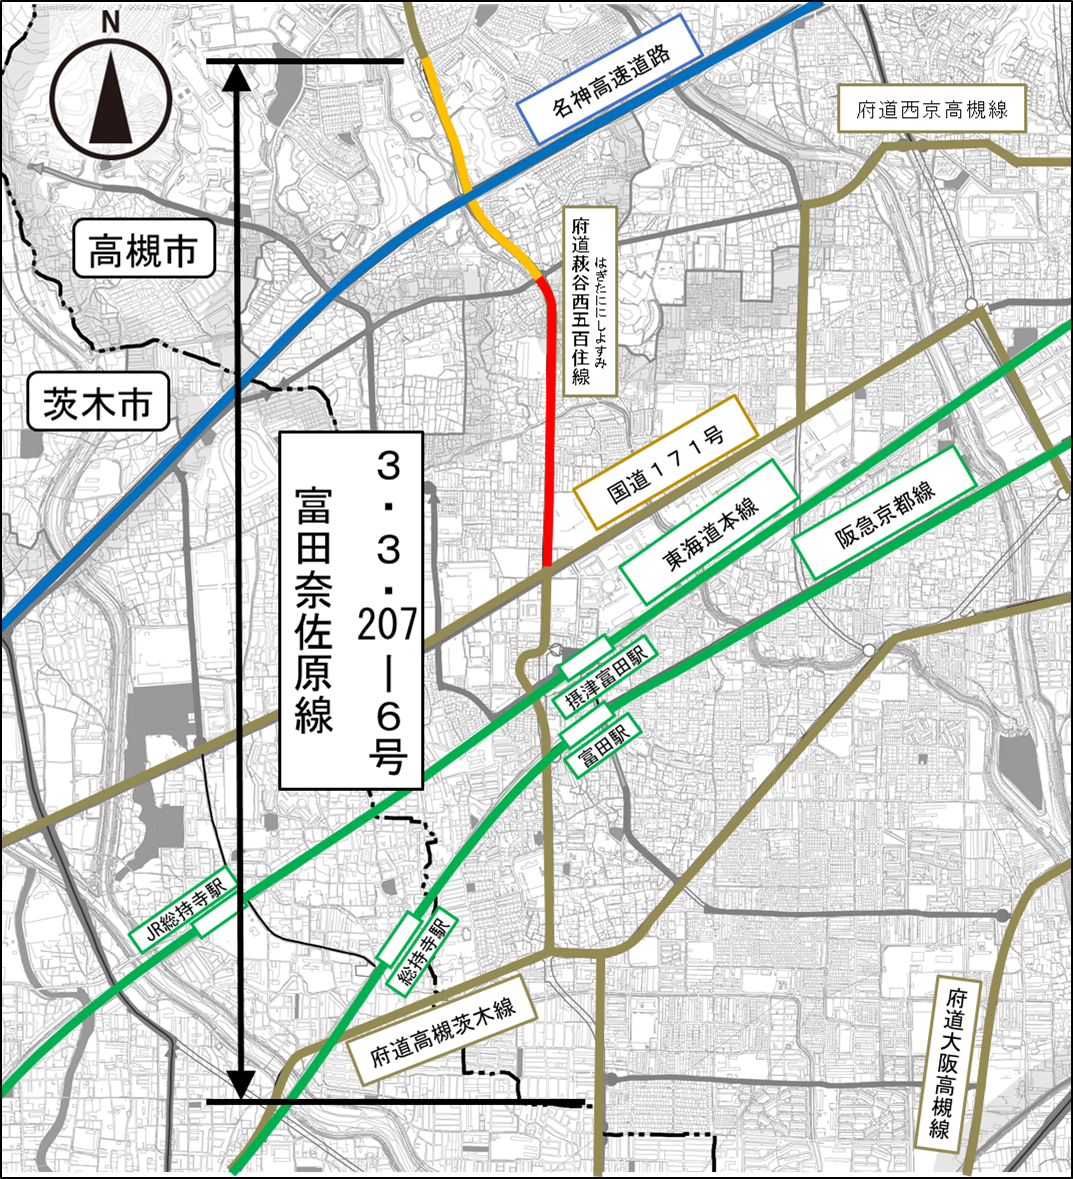 N
名神高速道路
府道西京高槻線
高槻市
府道萩谷西五百住線
はぎたににしよすみ
茨木市
国道171号
3・3・207―6号
富田奈佐原線
東海道本線
阪急京都線
摂津富田駅
富田駅
JR総持寺駅
総持寺駅
府道高槻茨木線
府道大阪高槻線